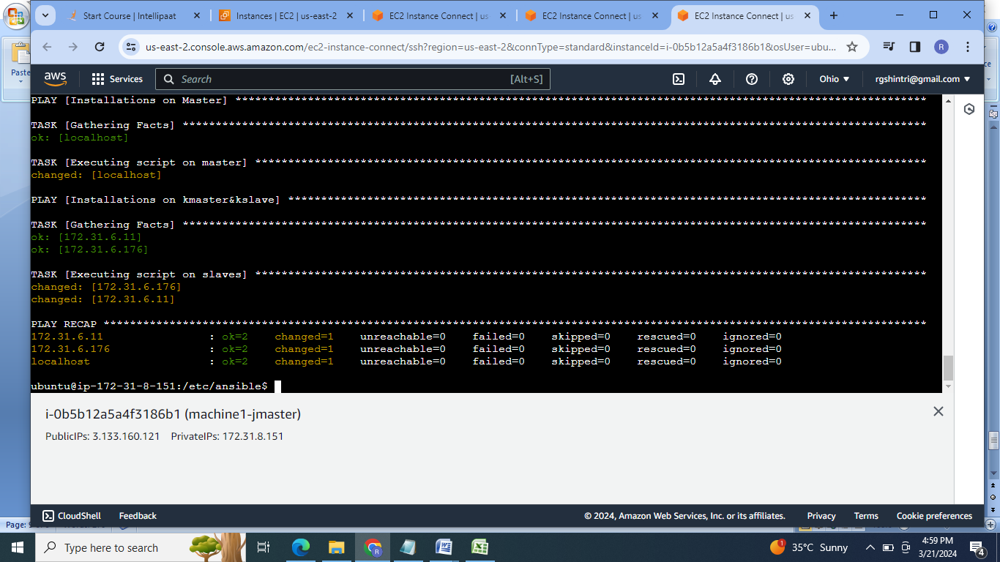 Start Course | Intellipaat
Instances | EC2 | us-east-2
EC2 Instance Connect | us
EC2 Instance Connect | us
EC2 Instance Connect | us
us-east-2.console.aws.amazon.com/ec2-instance-connect/ssh?region=us-east-2&connType=standard&instanceId=i-0b5b12a5a4f3186b1&osUser=ubu...
R
Paste
aws
Services
Search
[Alt+S]
Ohio
rgshintri@gmail.com
PLAY [Installations on Master] *********************************************************************************************************
TASK [Gathering Facts] *****************************************************************************************************************
ok: [localhost]
TASK [Executing script on master] ******************************************************************************************************
changed: [localhost]
PLAY [Installations on kmaster&kslave] *************************************************************************************************
TASK [Gathering Facts] *****************************************************************************************************************
ok: [172.31.6.11]
ok: [172.31.6.176]
TASK [Executing script on slaves] ******************************************************************************************************
changed: [172.31.6.176]
changed: [172.31.6.11]
PLAY RECAP *****************************************************************************************************************************
172.31.6.11 : ok=2 changed=1 unreachable=0 failed=0 skipped=0 rescued=0 ignored=0
172.31.6.176 : ok=2 changed=1 unreachable=0 failed=0 skipped=0 rescued=0 ignored=0
localhost : ok=2 changed=1 unreachable=0 failed=0 skipped=0 rescued=0 ignored=0
ubuntu@ip-172-31-8-151:/etc/ansible$
i-0b5b12a5a4f3186b1 (machine1-jmaster)
PublicIPs: 3.133.160.121 PrivateIPs: 172.31.8.151
CloudShell
Feedback
© 2024, Amazon Web Services, Inc. or its affiliates.
Privacy
Terms
Cookie preferences
Page:
Type here to search
1
35°C Sunny
4:59 PM
3/21/2024
4